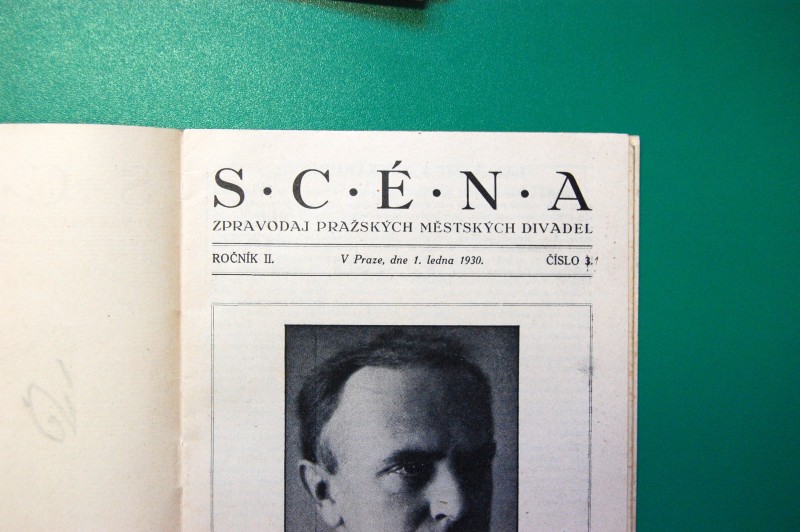 S·C·É·N·A
ZPRAVODAJ PRAŽSKÝCH MĚSTSKÝCH DIVADEL
ROČNÍK II. V Praze, dne 1. ledna 1930. ČÍSLO